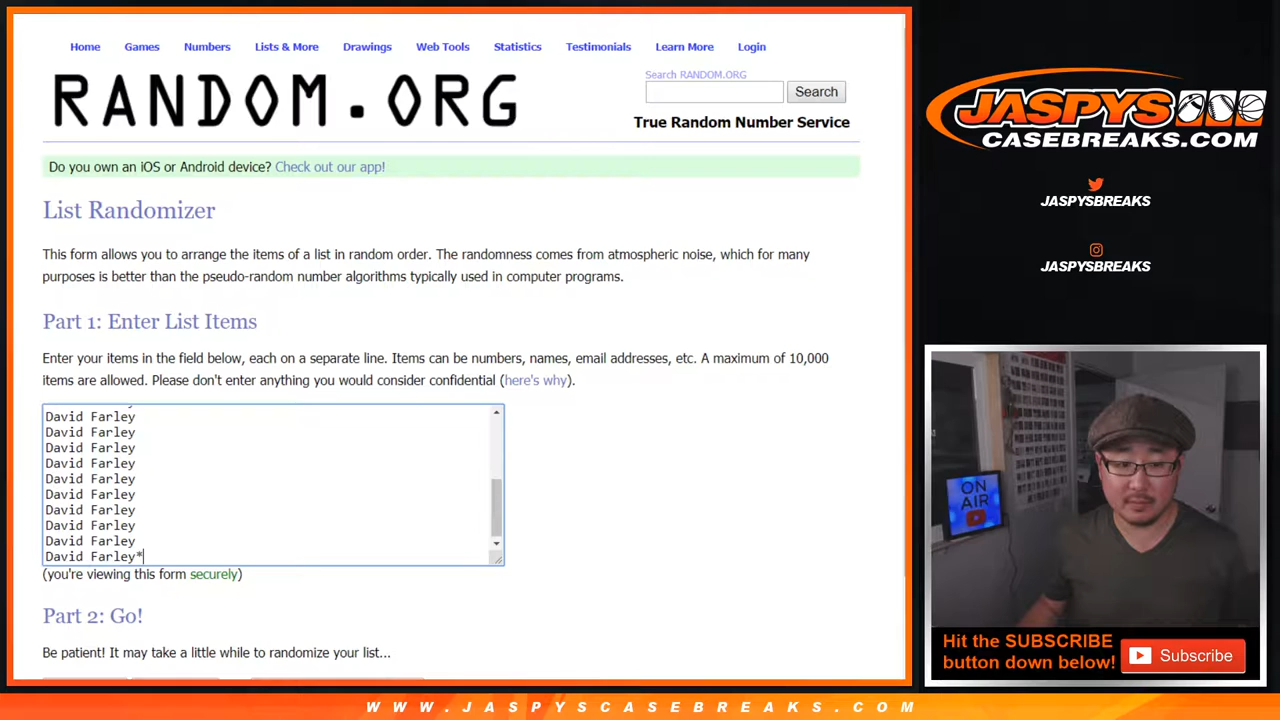 Home Games Numbers Lists & More Drawings Web Tools Statistics Testimonials Learn More Login
RANDOM.ORG
Search RANDOM.ORG
Search
True Random Number Service
Do you own an iOS or Android device? Check out our app!
List Randomizer
This form allows you to arrange the items of a list in random order. The randomness comes from atmospheric noise, which for many
purposes is better than the pseudo-random number algorithms typically used in computer programs.
Part 1: Enter List Items
Enter your items in the field below, each on a separate line. Items can be numbers, names, email addresses, etc. A maximum of 10,000
items are allowed. Please don't enter anything you would consider confidential (here's why).
David Farley
David Farley
David Farley
David Farley
David Farley
David Farley
David Farley
David Farley
David Farley
David Farley*
(you're viewing this form securely)
Part 2: Go!
Be patient! It may take a little while to randomize your list...
JASPYS
CASEBREAKS.COM
JASPYSBREAKS
JASPYSBREAKS
ON
AIR
Hit the SUBSCRIBE
button down below!
Subscribe
WWW.JASPYSCASEBREAKS.COM